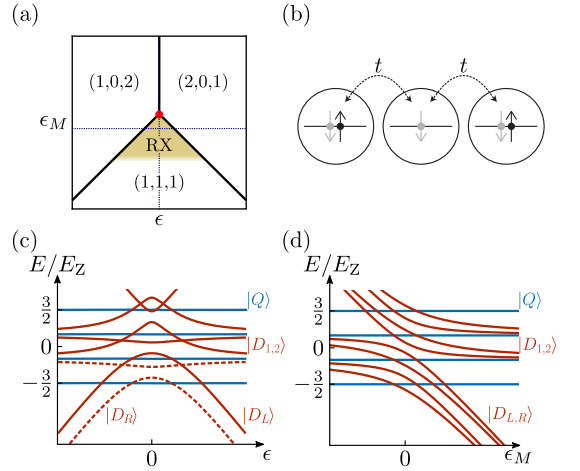 (a)
(1,0,2)
(2,0,1)
ϵ_M
RX
(1,1,1)
ϵ
(b)
t
t
(c)
E/E_Z
3/2
0
−3/2
|Q⟩
|D_{1,2}⟩
|D_R⟩
|D_L⟩
ϵ
0
(d)
E/E_Z
3/2
0
−3/2
|Q⟩
|D_{1,2}⟩
|D_{L,R}⟩
ϵ_M
0